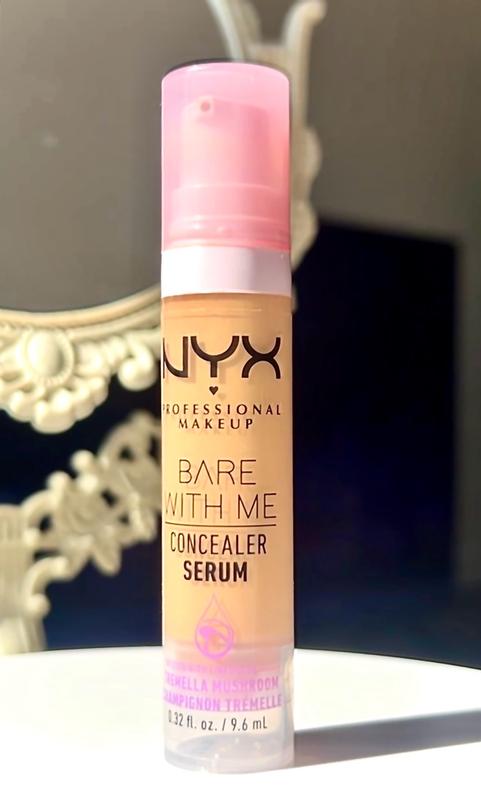 NYX
PROFESSIONAL
MAKEUP
BARE
WITH ME
CONCEALER
SERUM
TREMELLA MUSHROOM
CHAMPIGNON TRÉMELLE
0.32 fl. oz. / 9.6 mL